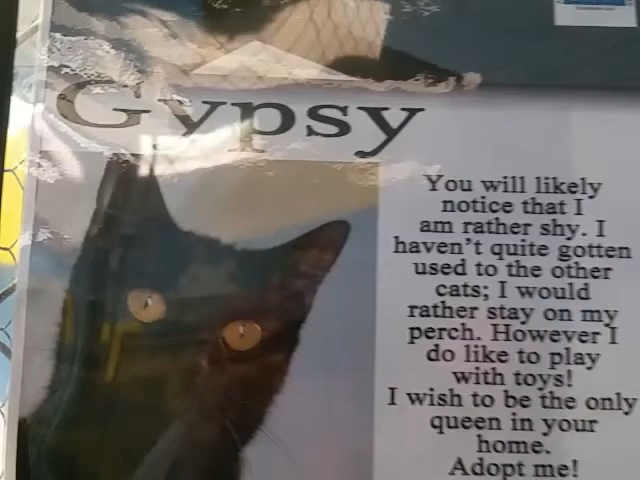 Gypsy
You will likely
notice that I
am rather shy. I
haven't quite gotten
used to the other
cats; I would
rather stay on my
perch. However I
do like to play
with toys!
I wish to be the only
queen in your
home.
Adopt me!